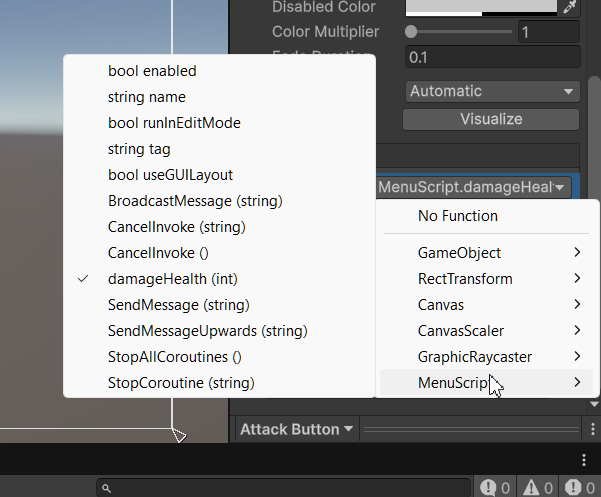 Disabled Color
Color Multiplier
1
Fade Duration
0.1
Automatic
Visualize
MenuScript.damageHeal
bool enabled
string name
bool runInEditMode
string tag
bool useGUILayout
BroadcastMessage (string)
CancelInvoke (string)
CancelInvoke ()
damageHealth (int)
SendMessage (string)
SendMessageUpwards (string)
StopAllCoroutines ()
StopCoroutine (string)
No Function
GameObject
RectTransform
Canvas
CanvasScaler
GraphicRaycaster
MenuScript
Attack Button
0
0
0